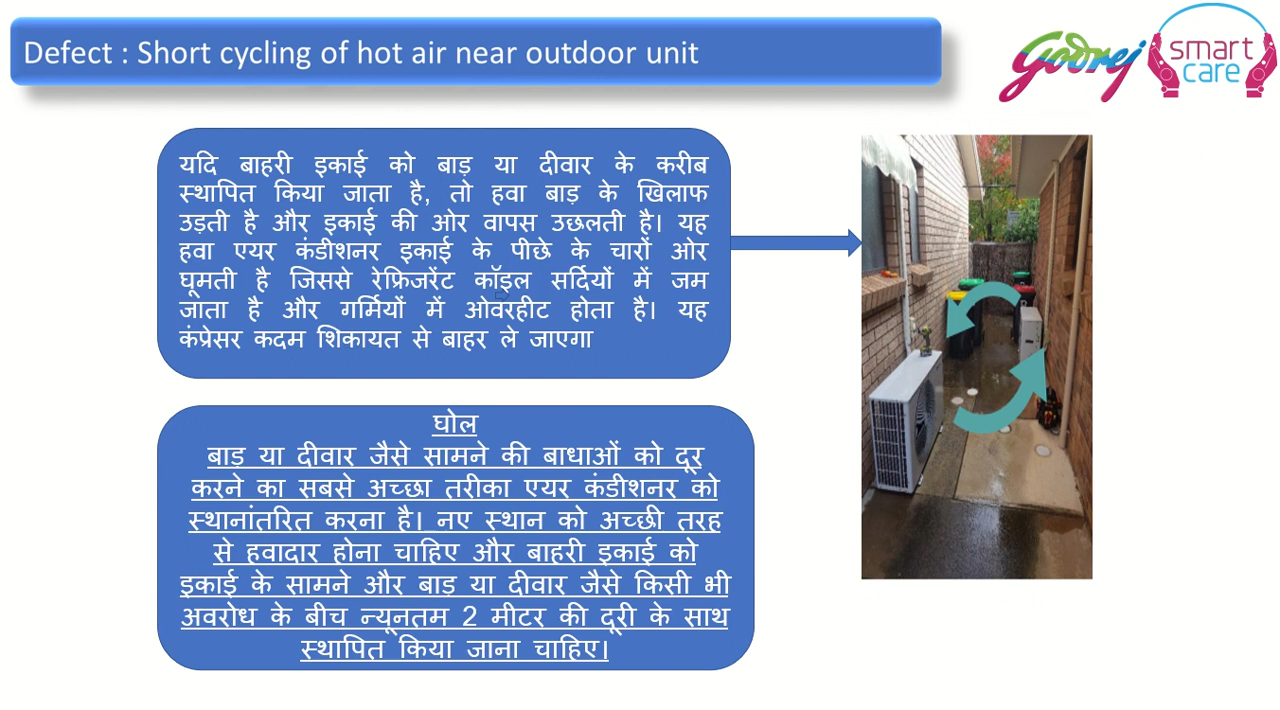 Defect : Short cycling of hot air near outdoor unit
Godrej
smart
care
यदि बाहरी इकाई को बाड़ या दीवार के करीब
स्थापित किया जाता है, तो हवा बाड़ के खिलाफ
उड़ती है और इकाई की ओर वापस उछलती है। यह
हवा एयर कंडीशनर इकाई के पीछे के चारों ओर
घूमती है जिससे रेफ्रिजरेंट कॉइल सर्दियों में जम
जाता है और गर्मियों में ओवरहीट होता है। यह
कंप्रेसर कदम शिकायत से बाहर ले जाएगा
घोल
बाड़ या दीवार जैसे सामने की बाधाओं को दूर
करने का सबसे अच्छा तरीका एयर कंडीशनर को
स्थानांतरित करना है। नए स्थान को अच्छी तरह
से हवादार होना चाहिए और बाहरी इकाई को
इकाई के सामने और बाड़ या दीवार जैसे किसी भी
अवरोध के बीच न्यूनतम 2 मीटर की दूरी के साथ
स्थापित किया जाना चाहिए।